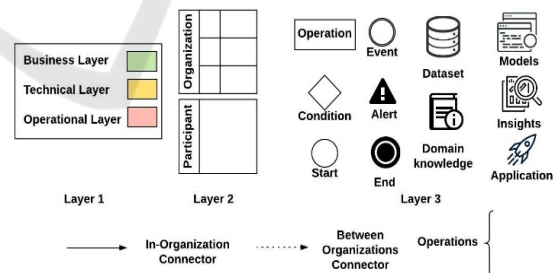 Business Layer
Technical Layer
Operational Layer
Layer 1
Organization
Participant
Layer 2
Operation
Event
Dataset
Models
Condition
Alert
Domain
knowledge
Insights
Start
End
Application
Layer 3
In-Organization
Connector
Between
Organizations
Connector
Operations